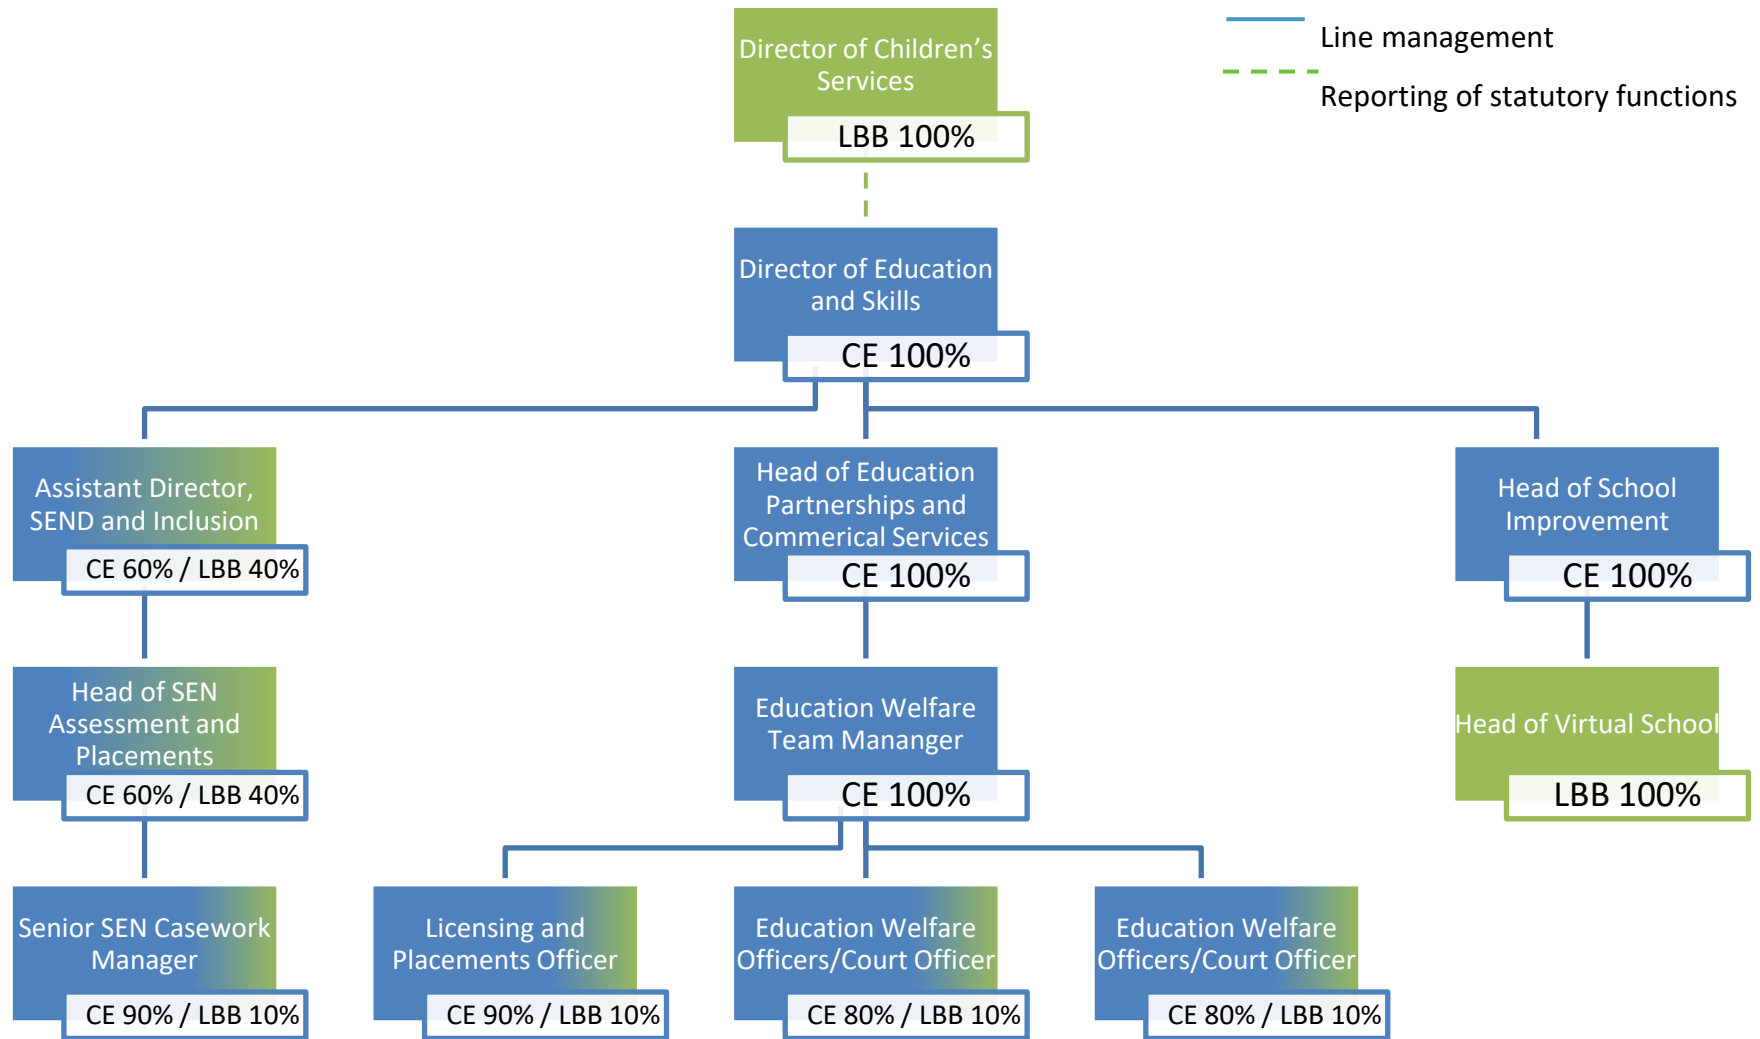 Director of Children’s
Services
LBB 100%
Line management
Reporting of statutory functions
Director of Education
and Skills
CE 100%
Assistant Director,
SEND and Inclusion
CE 60% / LBB 40%
Head of Education
Partnerships and
Commerical Services
CE 100%
Head of School
Improvement
CE 100%
Head of SEN
Assessment and
Placements
CE 60% / LBB 40%
Education Welfare
Team Mananger
CE 100%
Head of Virtual School
LBB 100%
Senior SEN Casework
Manager
CE 90% / LBB 10%
Licensing and
Placements Officer
CE 90% / LBB 10%
Education Welfare
Officers/Court Officer
CE 80% / LBB 10%
Education Welfare
Officers/Court Officer
CE 80% / LBB 10%